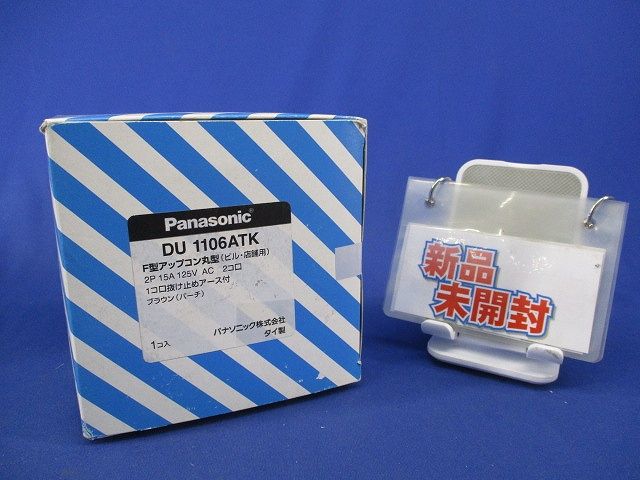 Panasonic
DU 1106ATK
F型アップコン丸型(ビル・店舗用)
2P 15A 125V AC 2コ口
1コ口抜け止めアース付
ブラウン(パーチ)
パナソニック株式会社
1コ入 タイ製
新品
未開封